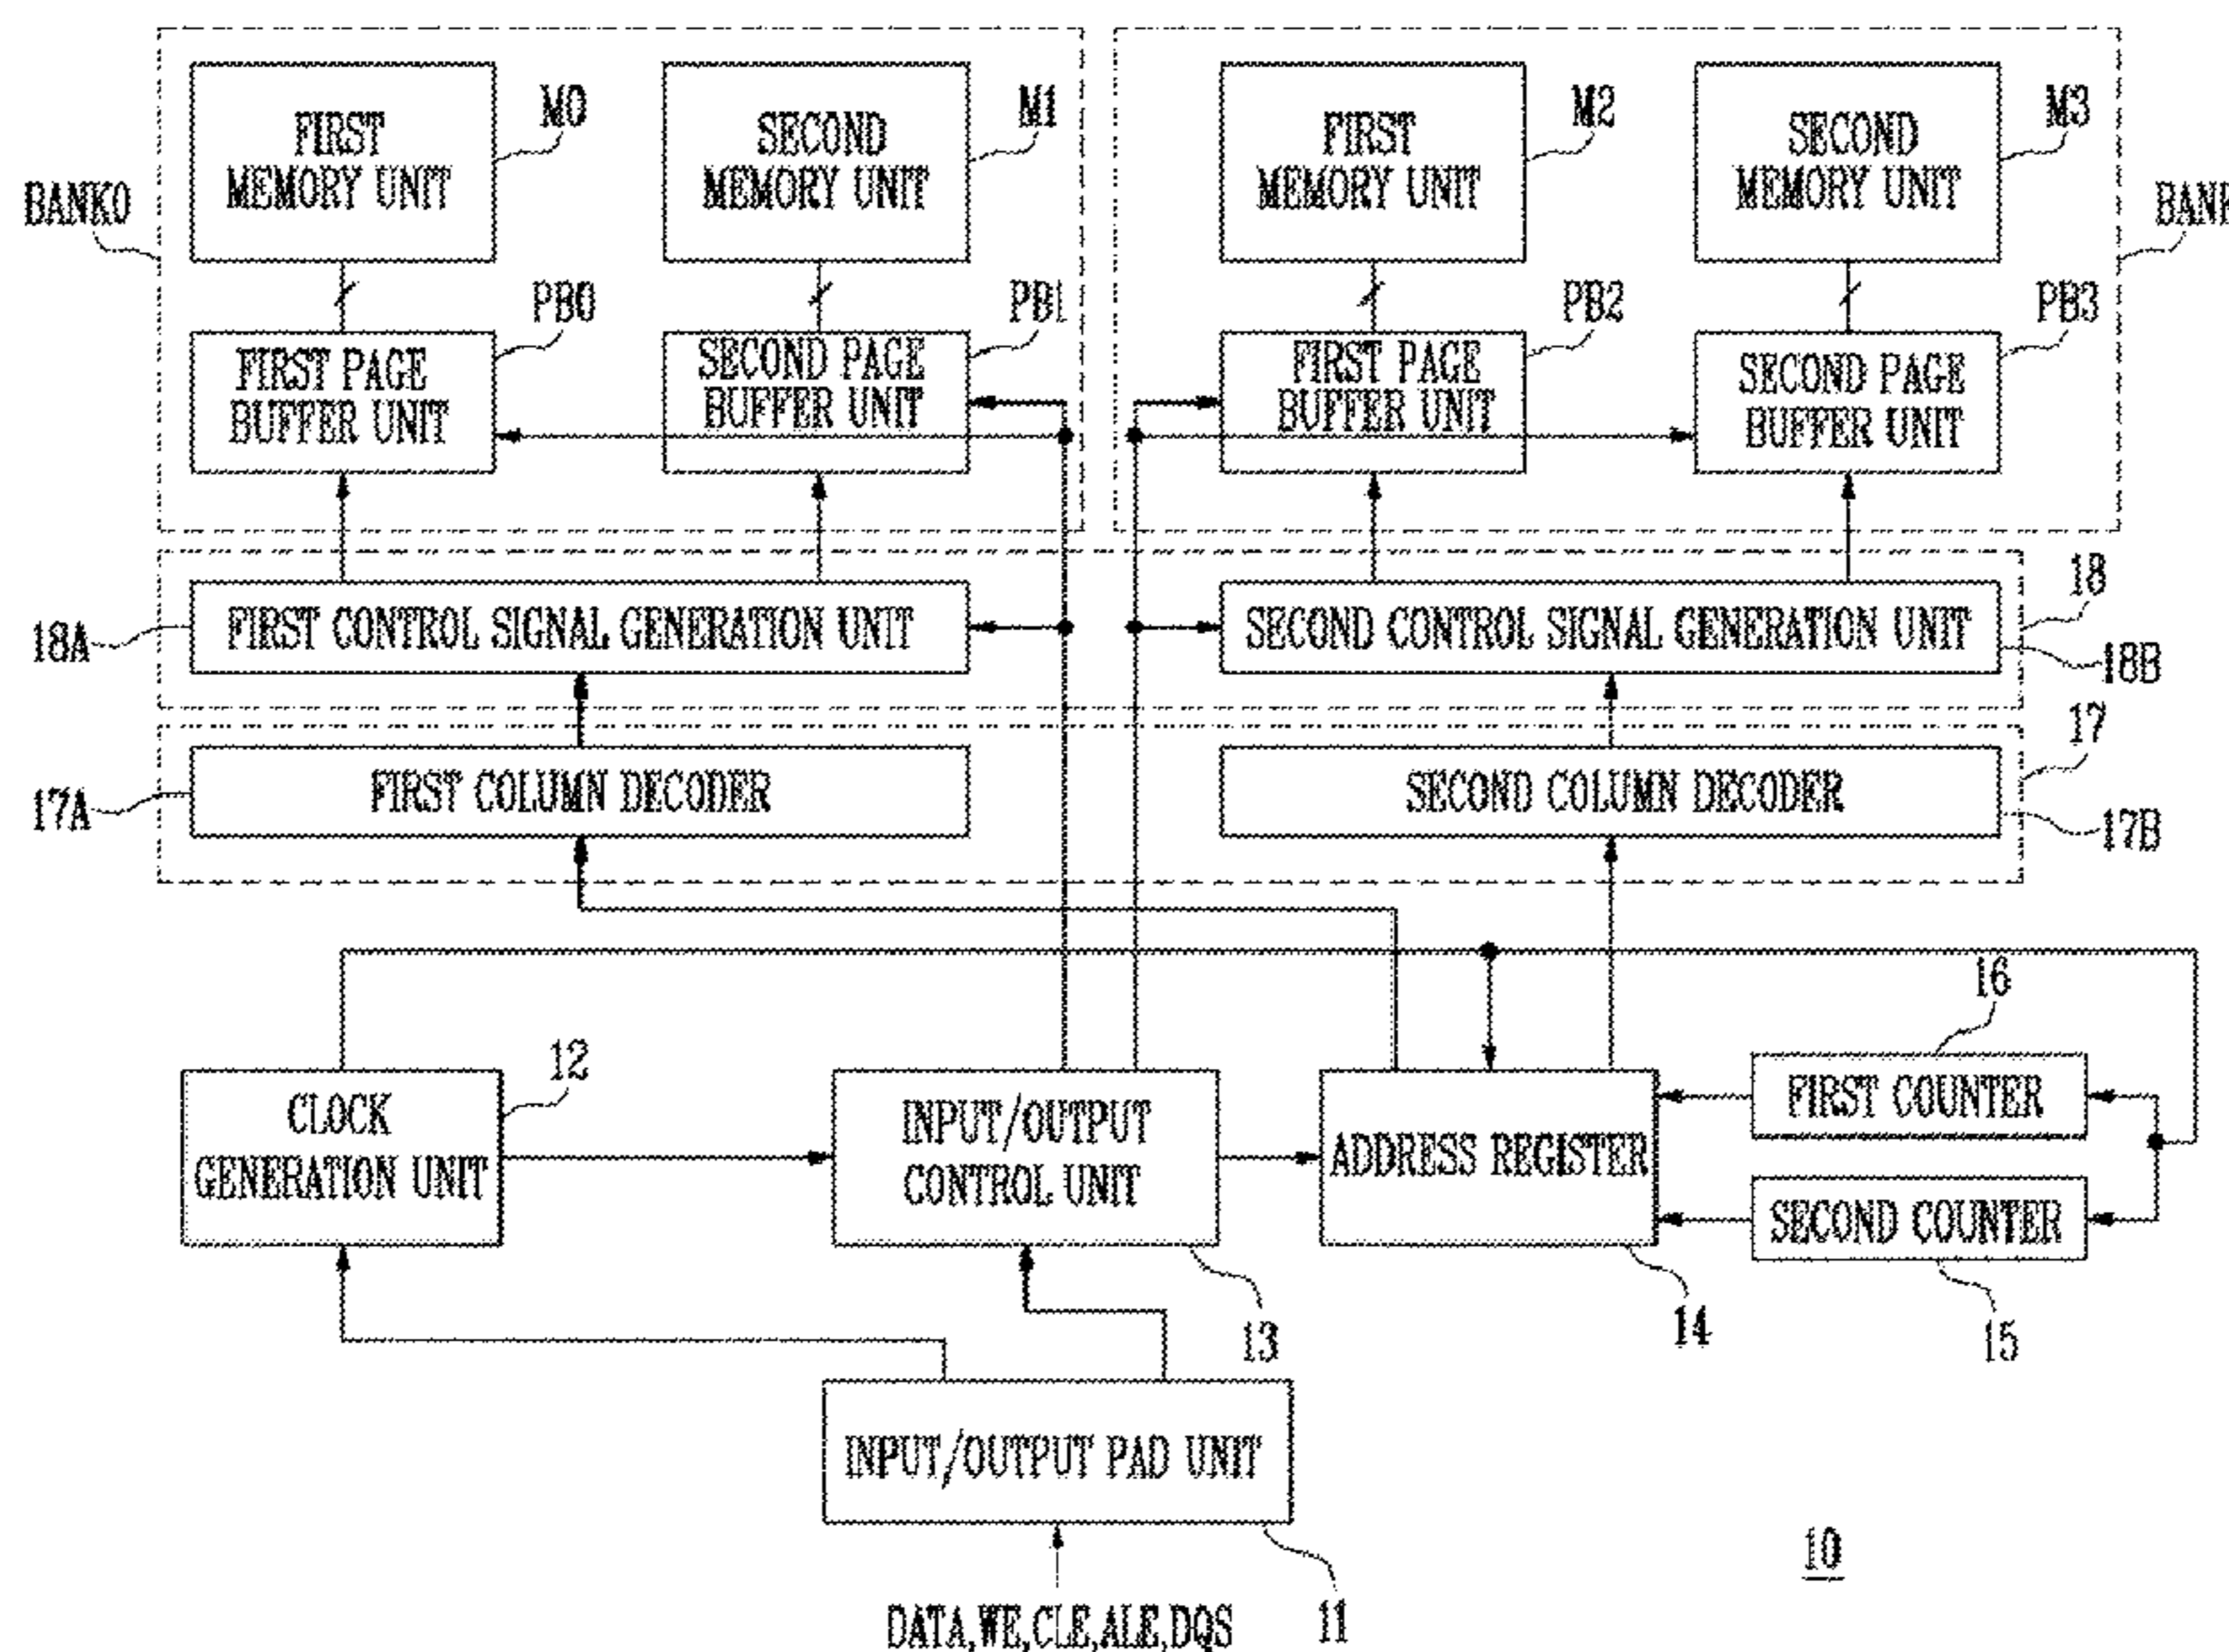 M0
M1
M2
M3
FIRST
MEMORY UNIT
SECOND
MEMORY UNIT
FIRST
MEMORY UNIT
SECOND
MEMORY UNIT
BANK0
BANK
PB0
PB1
PB2
PB3
FIRST PAGE
BUFFER UNIT
SECOND PAGE
BUFFER UNIT
FIRST PAGE
BUFFER UNIT
SECOND PAGE
BUFFER UNIT
18
18A
FIRST CONTROL SIGNAL GENERATION UNIT
SECOND CONTROL SIGNAL GENERATION UNIT
18B
17
17A
FIRST COLUMN DECODER
SECOND COLUMN DECODER
17B
16
12
CLOCK
GENERATION UNIT
INPUT/OUTPUT
CONTROL UNIT
ADDRESS REGISTER
FIRST COUNTER
SECOND COUNTER
13
14
15
INPUT/OUTPUT PAD UNIT
10
DATA,WE,CLE,ALE,DQS
11